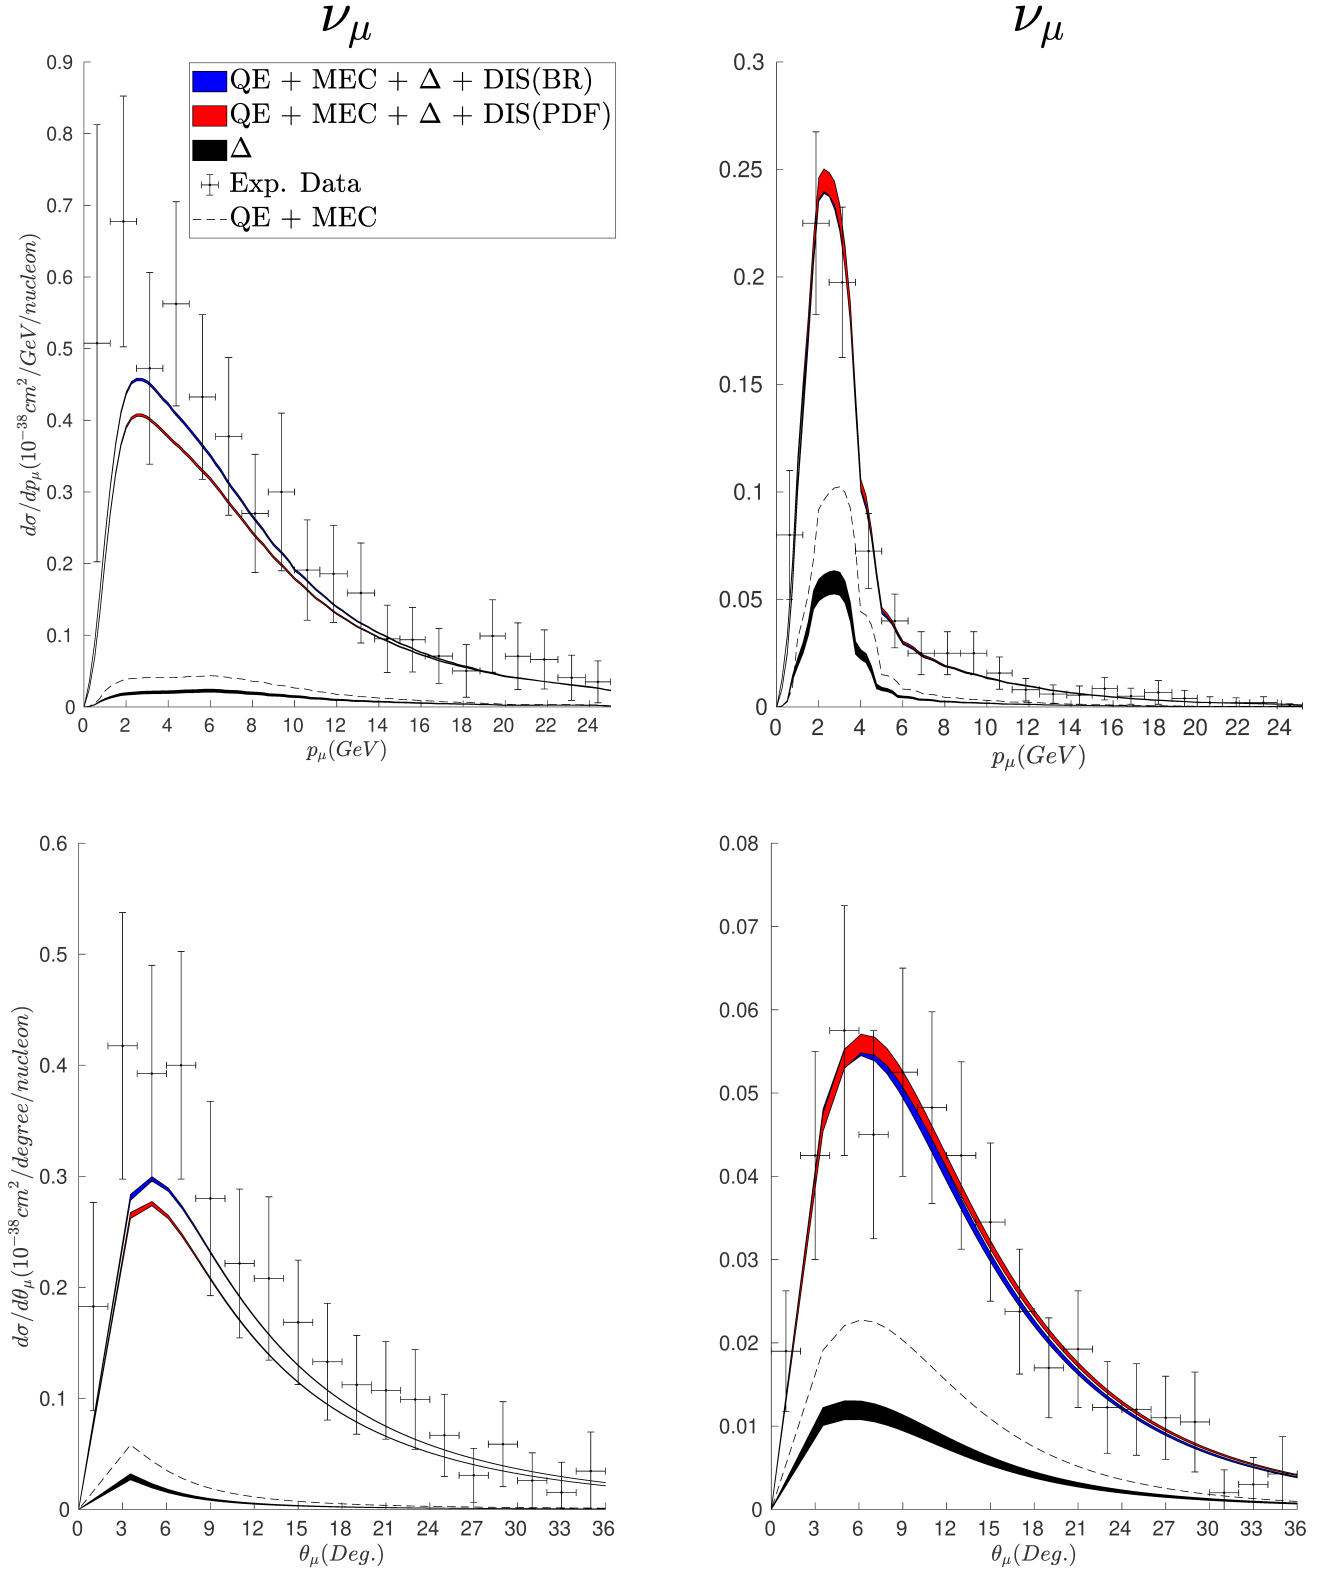 ν_μ
ν_μ
0.9
0.8
0.7
0.6
0.5
0.4
0.3
0.2
0.1
0
dσ/dp_μ(10^−38 cm^2/GeV/nucleon)
QE + MEC + Δ + DIS(BR)
QE + MEC + Δ + DIS(PDF)
Δ
Exp. Data
QE + MEC
0 2 4 6 8 10 12 14 16 18 20 22 24
p_μ(GeV)
0.3
0.25
0.2
0.15
0.1
0.05
0
0 2 4 6 8 10 12 14 16 18 20 22 24
p_μ(GeV)
0.6
0.5
0.4
0.3
0.2
0.1
0
dσ/dθ_μ(10^−38 cm^2/degree/nucleon)
0 3 6 9 12 15 18 21 24 27 30 33 36
θ_μ(Deg.)
0.08
0.07
0.06
0.05
0.04
0.03
0.02
0.01
0
0 3 6 9 12 15 18 21 24 27 30 33 36
θ_μ(Deg.)